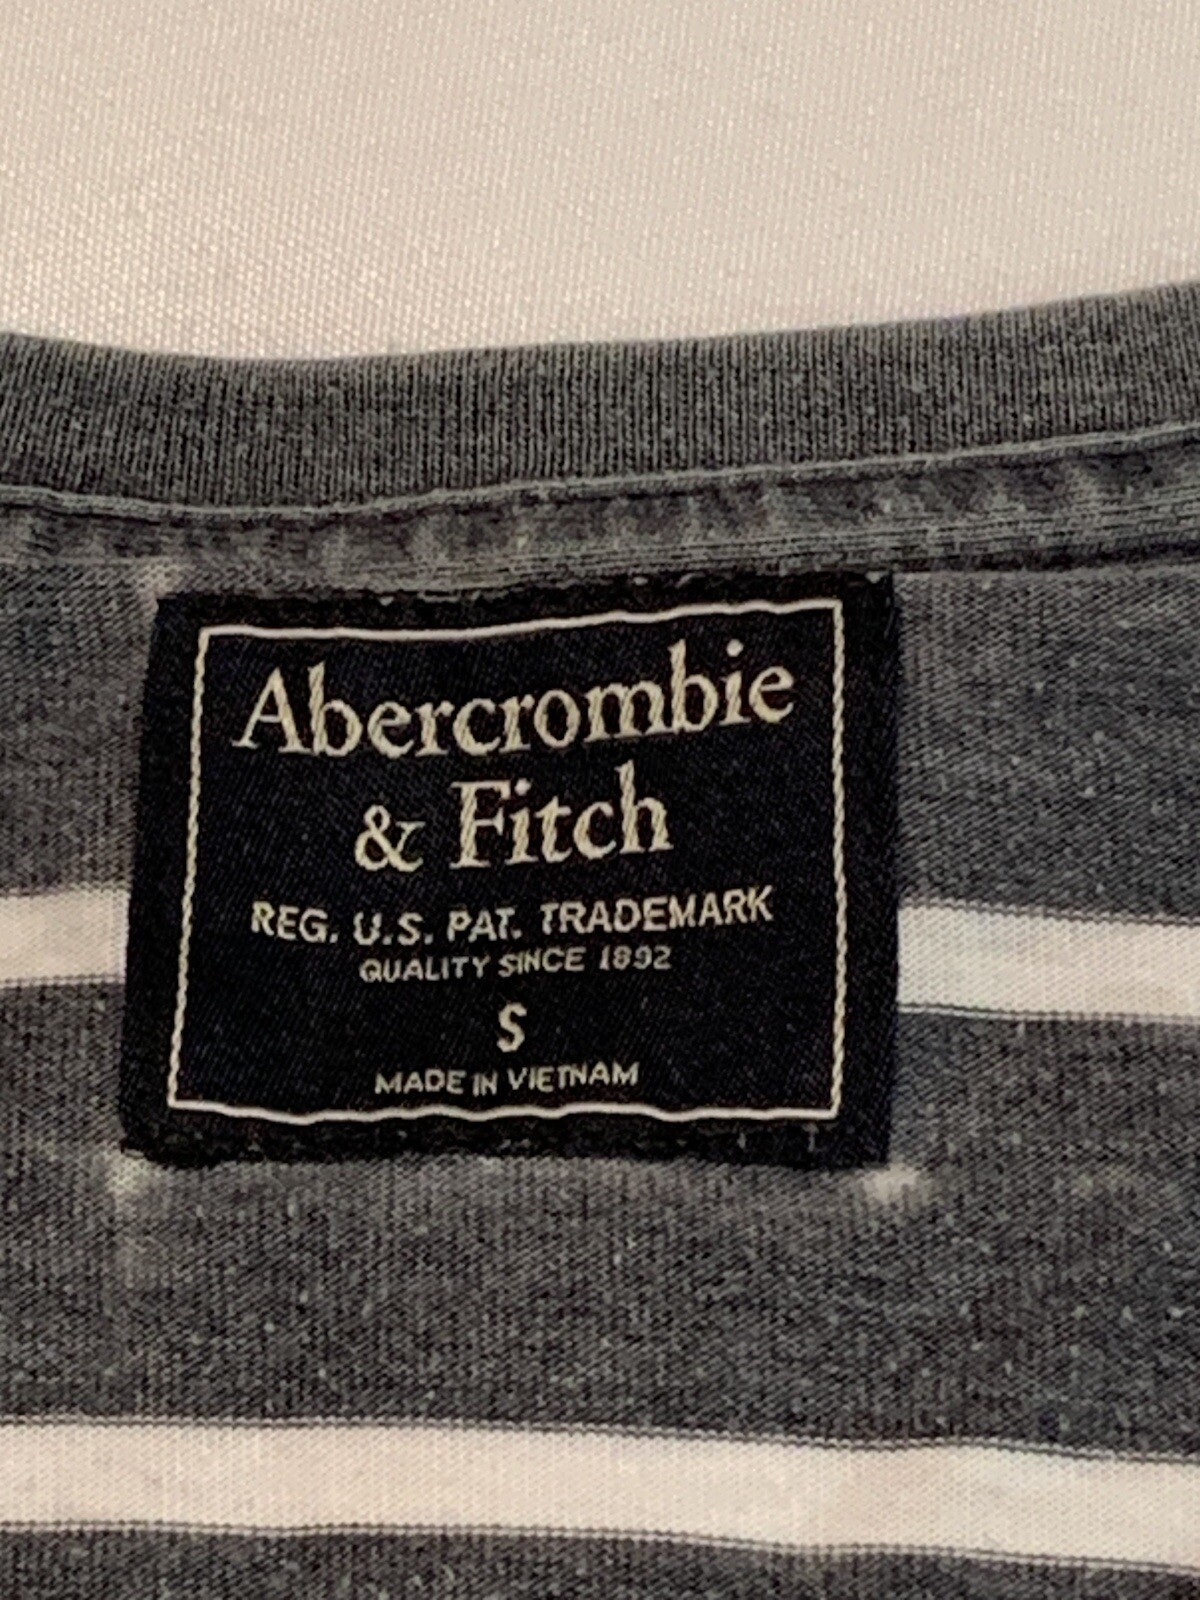 Abercrombie
& Fitch
REG. U.S. PAT. TRADEMARK
QUALITY SINCE 1892
S
MADE IN VIETNAM